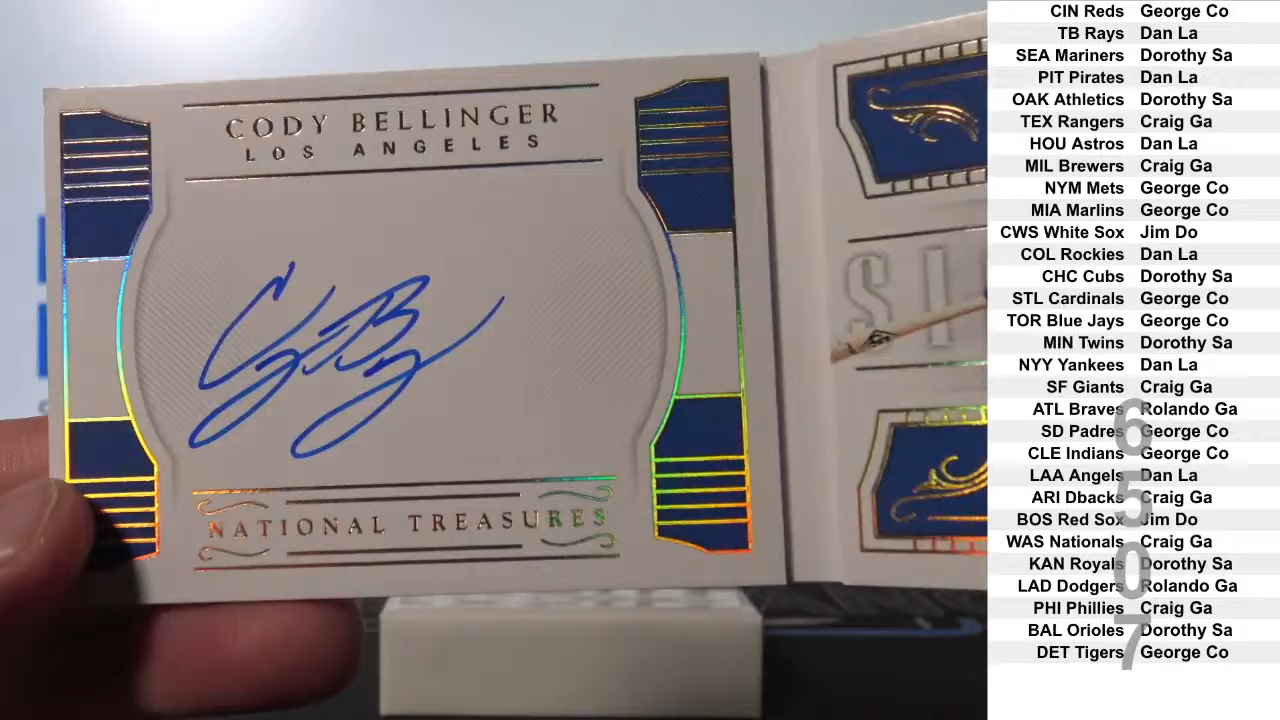 CODY BELLINGER
LOS ANGELES
NATIONAL TREASURES
SI
CIN Reds George Co
TB Rays Dan La
SEA Mariners Dorothy Sa
PIT Pirates Dan La
OAK Athletics Dorothy Sa
TEX Rangers Craig Ga
HOU Astros Dan La
MIL Brewers Craig Ga
NYM Mets George Co
MIA Marlins George Co
CWS White Sox Jim Do
COL Rockies Dan La
CHC Cubs Dorothy Sa
STL Cardinals George Co
TOR Blue Jays George Co
MIN Twins Dorothy Sa
NYY Yankees Dan La
SF Giants Craig Ga
ATL Braves Rolando Ga
SD Padres George Co
CLE Indians George Co
LAA Angels Dan La
ARI Dbacks Craig Ga
BOS Red Sox Jim Do
WAS Nationals Craig Ga
KAN Royals Dorothy Sa
LAD Dodgers Rolando Ga
PHI Phillies Craig Ga
BAL Orioles Dorothy Sa
DET Tigers George Co
6507